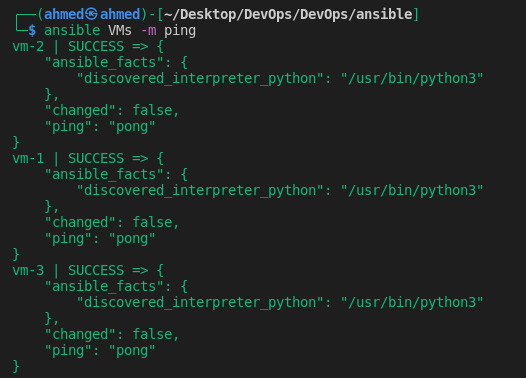 ┌──(ahmed㉿ahmed)-[~/Desktop/DevOps/DevOps/ansible]
└─$ ansible VMs -m ping
vm-2 | SUCCESS => {
    "ansible_facts": {
        "discovered_interpreter_python": "/usr/bin/python3"
    },
    "changed": false,
    "ping": "pong"
}
vm-1 | SUCCESS => {
    "ansible_facts": {
        "discovered_interpreter_python": "/usr/bin/python3"
    },
    "changed": false,
    "ping": "pong"
}
vm-3 | SUCCESS => {
    "ansible_facts": {
        "discovered_interpreter_python": "/usr/bin/python3"
    },
    "changed": false,
    "ping": "pong"
}